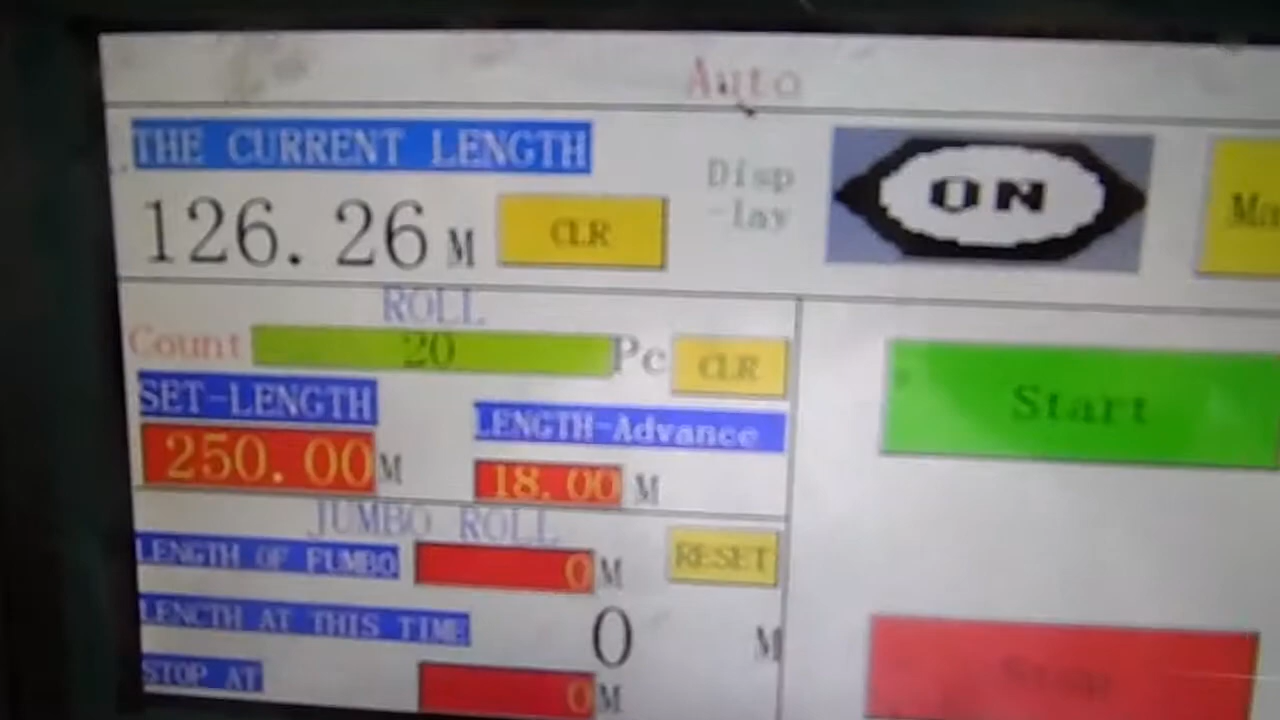 Auto
THE CURRENT LENGTH
126.26 M CLR
Disp
-lay
ON
ROLL
Count 20 Pc CLR
SET-LENGTH
250.00 M
LENGTH-Advance
18.00 M
Start
JUMBO ROLL
LENGTH OF FUMBO 0 M RESET
LENCTH AT THIS TIME 0 M
STOP AT 0 M
Stop